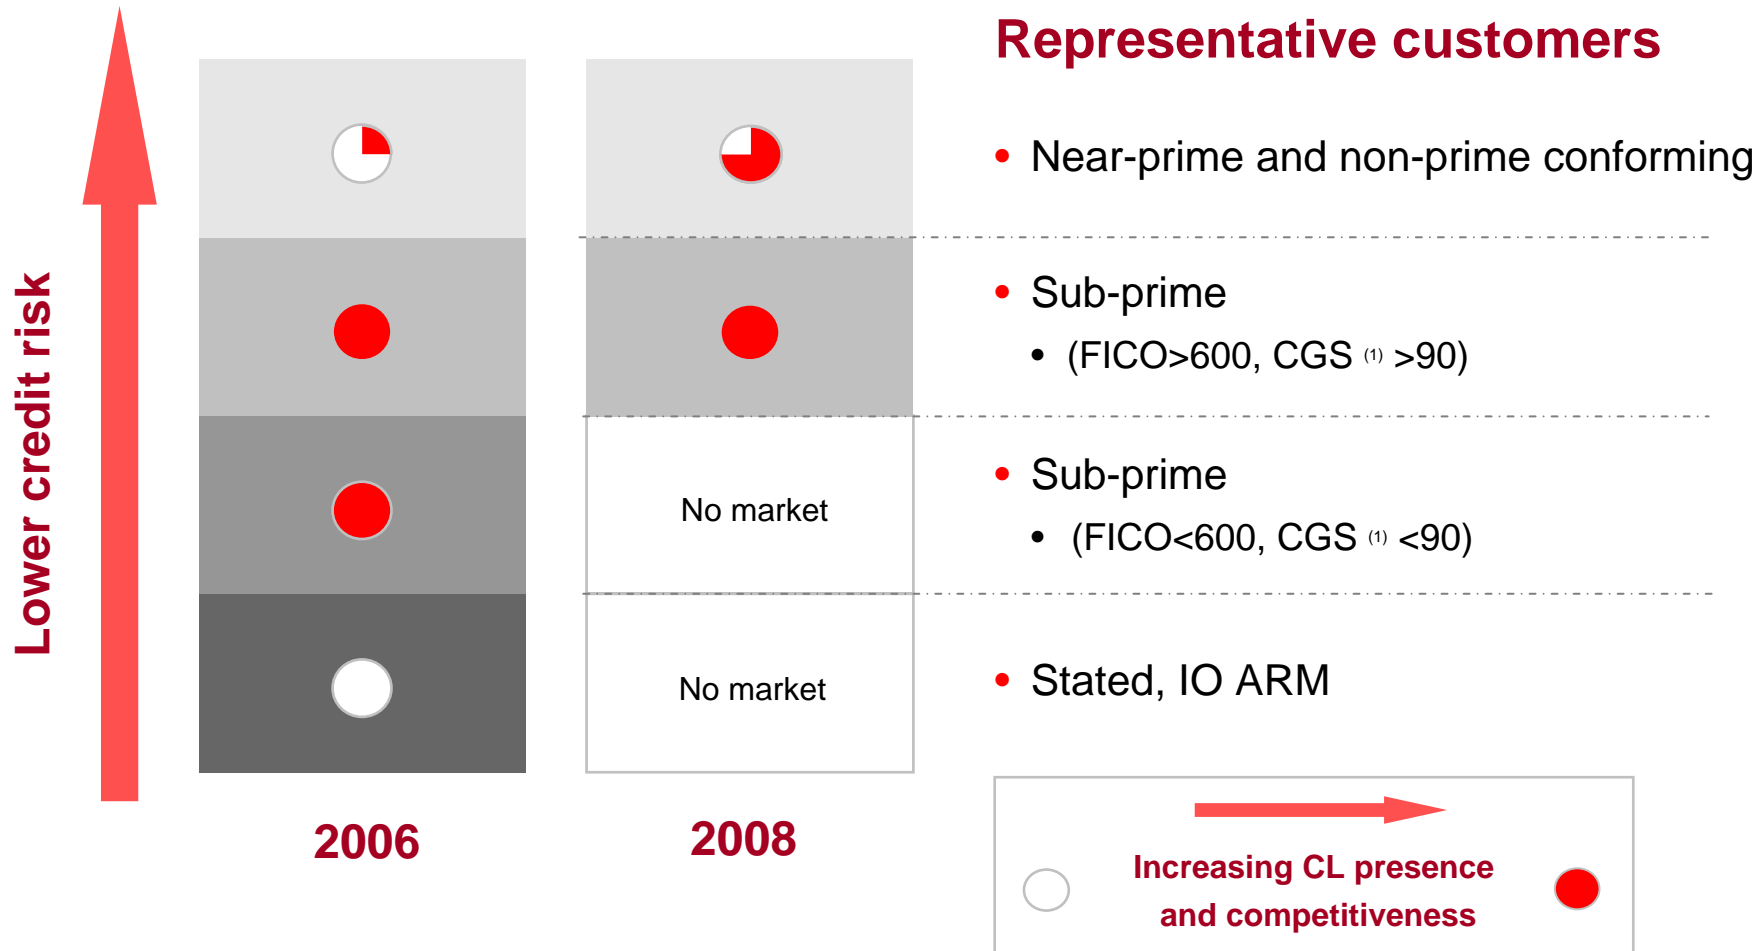 Representative customers
Lower credit risk
• Near-prime and non-prime conforming
• Sub-prime
• (FICO>600, CGS (1) >90)
No market
• Sub-prime
• (FICO<600, CGS (1) <90)
No market
• Stated, IO ARM
2006
2008
Increasing CL presence
and competitiveness